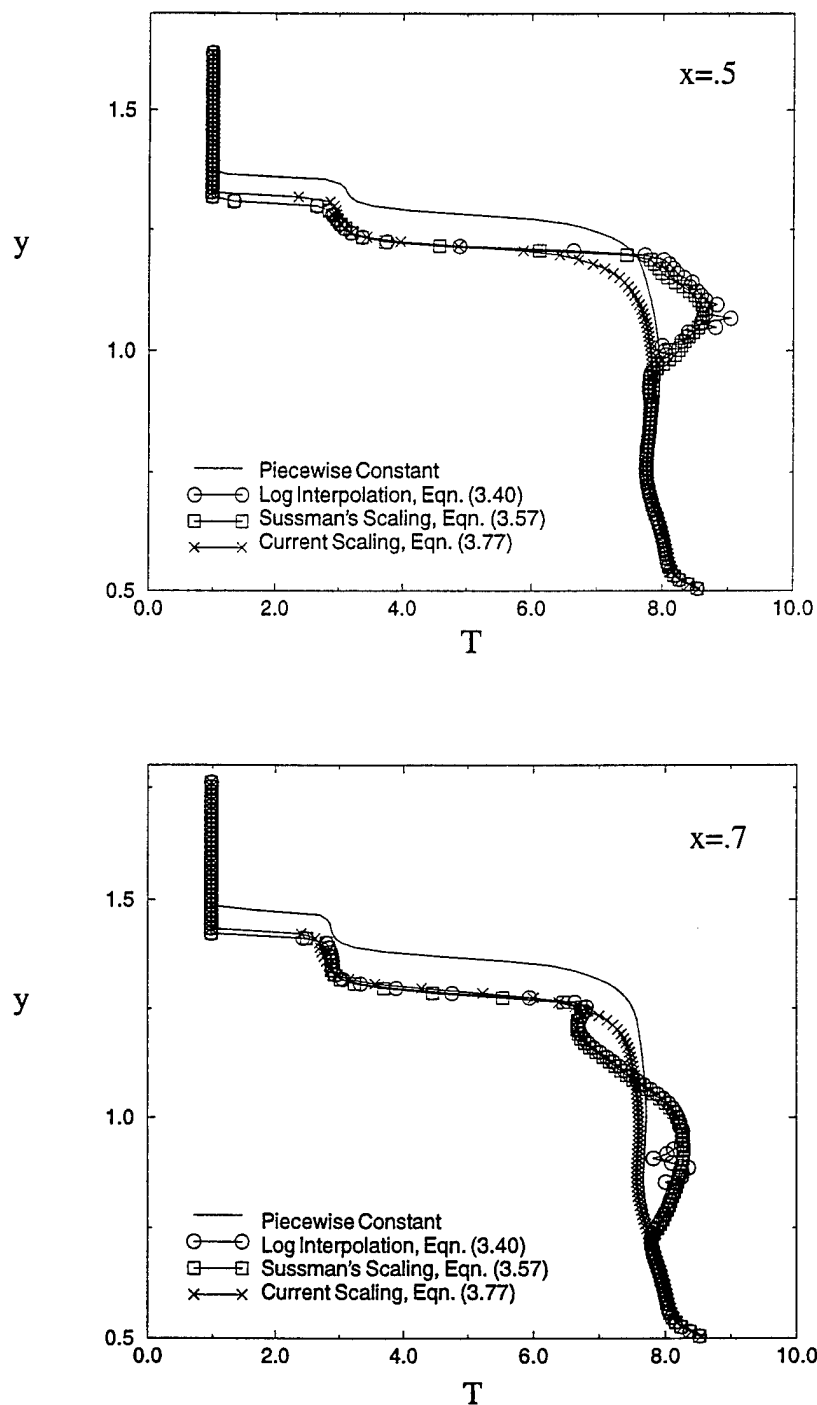 x=.5
1.5
y
1.0
Piecewise Constant
Log Interpolation, Eqn. (3.40)
Sussman's Scaling, Eqn. (3.57)
Current Scaling, Eqn. (3.77)
0.5
0.0 2.0 4.0 6.0 8.0 10.0
T
x=.7
1.5
y
1.0
Piecewise Constant
Log Interpolation, Eqn. (3.40)
Sussman's Scaling, Eqn. (3.57)
Current Scaling, Eqn. (3.77)
0.5
0.0 2.0 4.0 6.0 8.0 10.0
T